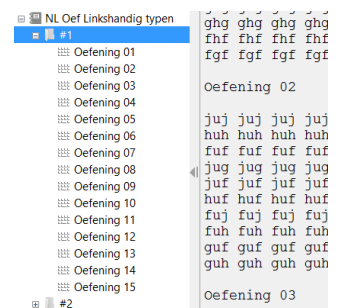 NL Oef Linkshandig typen
#1
Oefening 01
Oefening 02
Oefening 03
Oefening 04
Oefening 05
Oefening 06
Oefening 07
Oefening 08
Oefening 09
Oefening 10
Oefening 11
Oefening 12
Oefening 13
Oefening 14
Oefening 15
#2
ghg ghg ghg ghg
fhf fhf fhf fhf
fgf fgf fgf fgf
Oefening 02
juj juj juj juj
huh huh huh huh
fuf fuf fuf fuf
jug jug jug jug
juf juf juf juf
huf huf huf huf
fuj fuj fuj fuj
fuh fuh fuh fuh
guf guf guf guf
guh guh guh guh
Oefening 03